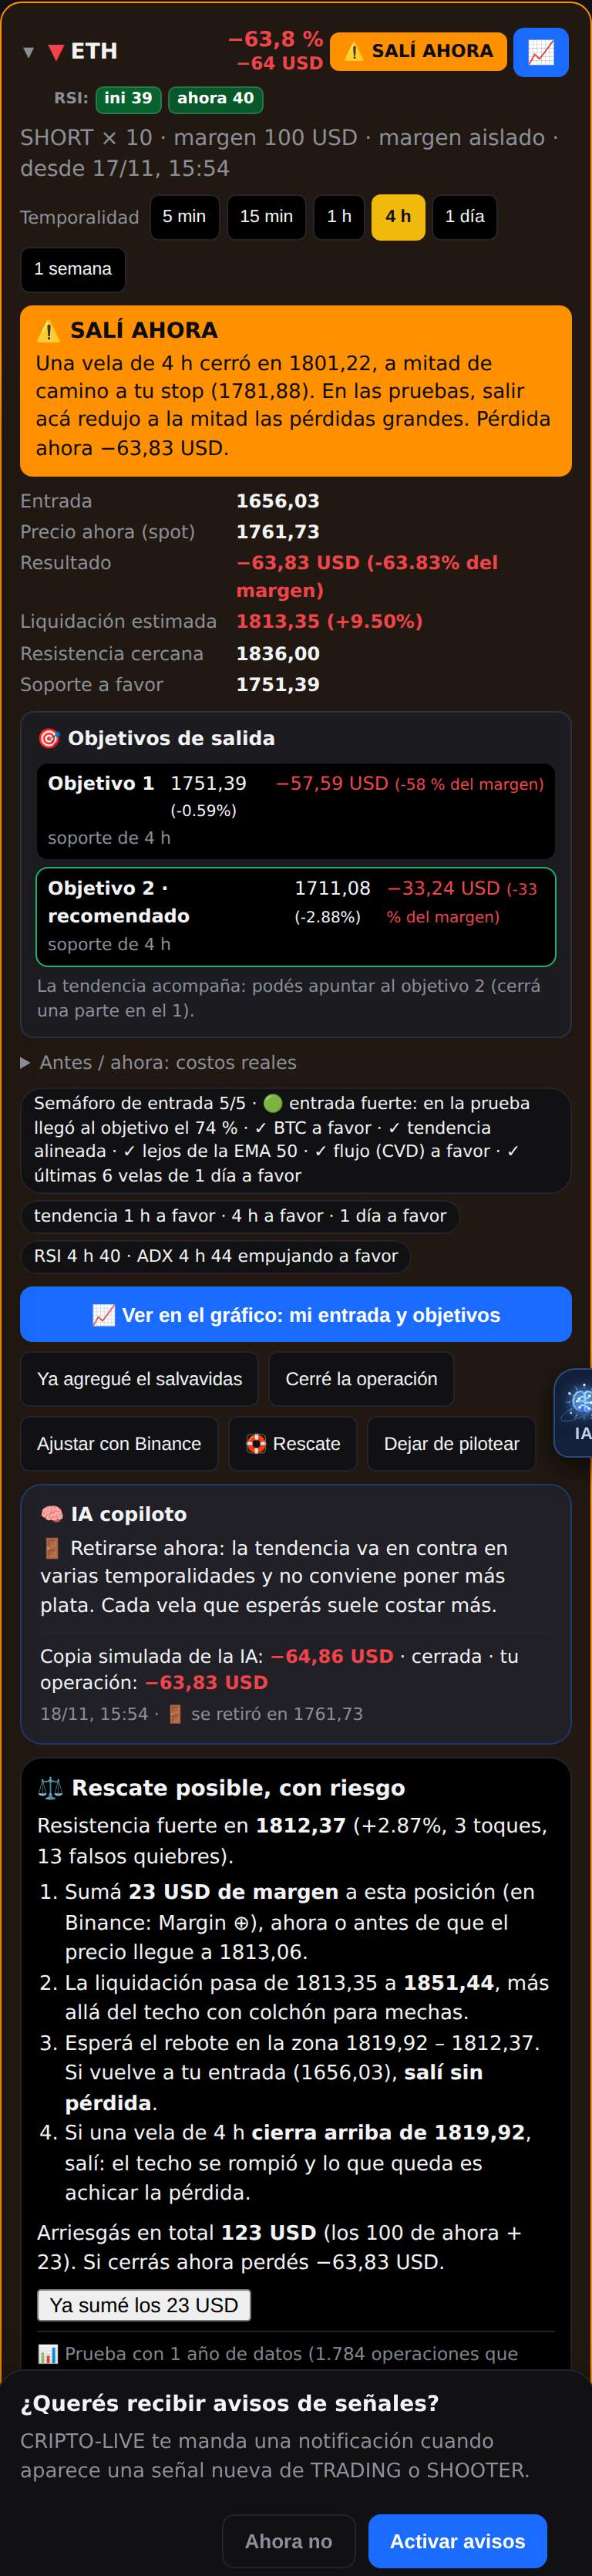 ▼ ▼ ETH
−63,8 %
−64 USD
⚠️ SALÍ AHORA
RSI: ini 39 ahora 40
SHORT × 10 · margen 100 USD · margen aislado ·
desde 17/11, 15:54
Temporalidad 5 min 15 min 1 h 4 h 1 día
1 semana
⚠️ SALÍ AHORA
Una vela de 4 h cerró en 1801,22, a mitad de
camino a tu stop (1781,88). En las pruebas, salir
acá redujo a la mitad las pérdidas grandes. Pérdida
ahora −63,83 USD.
Entrada 1656,03
Precio ahora (spot) 1761,73
Resultado −63,83 USD (-63.83% del
margen)
Liquidación estimada 1813,35 (+9.50%)
Resistencia cercana 1836,00
Soporte a favor 1751,39
🎯 Objetivos de salida
Objetivo 1 1751,39 −57,59 USD (-58 % del margen)
(-0.59%)
soporte de 4 h
Objetivo 2 · 1711,08 −33,24 USD (-33
recomendado (-2.88%) % del margen)
soporte de 4 h
La tendencia acompaña: podés apuntar al objetivo 2 (cerrá
una parte en el 1).
▶ Antes / ahora: costos reales
Semáforo de entrada 5/5 · 🟢 entrada fuerte: en la prueba
llegó al objetivo el 74 % · ✓ BTC a favor · ✓ tendencia
alineada · ✓ lejos de la EMA 50 · ✓ flujo (CVD) a favor · ✓
últimas 6 velas de 1 día a favor
tendencia 1 h a favor · 4 h a favor · 1 día a favor
RSI 4 h 40 · ADX 4 h 44 empujando a favor
📈 Ver en el gráfico: mi entrada y objetivos
Ya agregué el salvavidas Cerré la operación
IA
Ajustar con Binance 🛟 Rescate Dejar de pilotear
🧠 IA copiloto
🚪 Retirarse ahora: la tendencia va en contra en
varias temporalidades y no conviene poner más
plata. Cada vela que esperás suele costar más.
Copia simulada de la IA: −64,86 USD · cerrada · tu
operación: −63,83 USD
18/11, 15:54 · 🚪 se retiró en 1761,73
⚖️ Rescate posible, con riesgo
Resistencia fuerte en 1812,37 (+2.87%, 3 toques,
13 falsos quiebres).
1. Sumá 23 USD de margen a esta posición (en
Binance: Margin ⊕), ahora o antes de que el
precio llegue a 1813,06.
2. La liquidación pasa de 1813,35 a 1851,44, más
allá del techo con colchón para mechas.
3. Esperá el rebote en la zona 1819,92 – 1812,37.
Si vuelve a tu entrada (1656,03), salí sin
pérdida.
4. Si una vela de 4 h cierra arriba de 1819,92,
salí: el techo se rompió y lo que queda es
achicar la pérdida.
Arriesgás en total 123 USD (los 100 de ahora +
23). Si cerrás ahora perdés −63,83 USD.
Ya sumé los 23 USD
📊 Prueba con 1 año de datos (1.784 operaciones que
¿Querés recibir avisos de señales?
CRIPTO-LIVE te manda una notificación cuando
aparece una señal nueva de TRADING o SHOOTER.
Ahora no Activar avisos